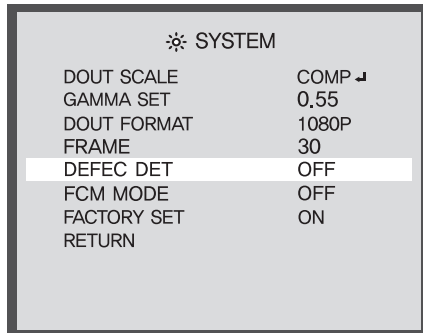 SYSTEM
DOUT SCALE COMP ↲
GAMMA SET 0.55
DOUT FORMAT 1080P
FRAME 30
DEFEC DET OFF
FCM MODE OFF
FACTORY SET ON
RETURN